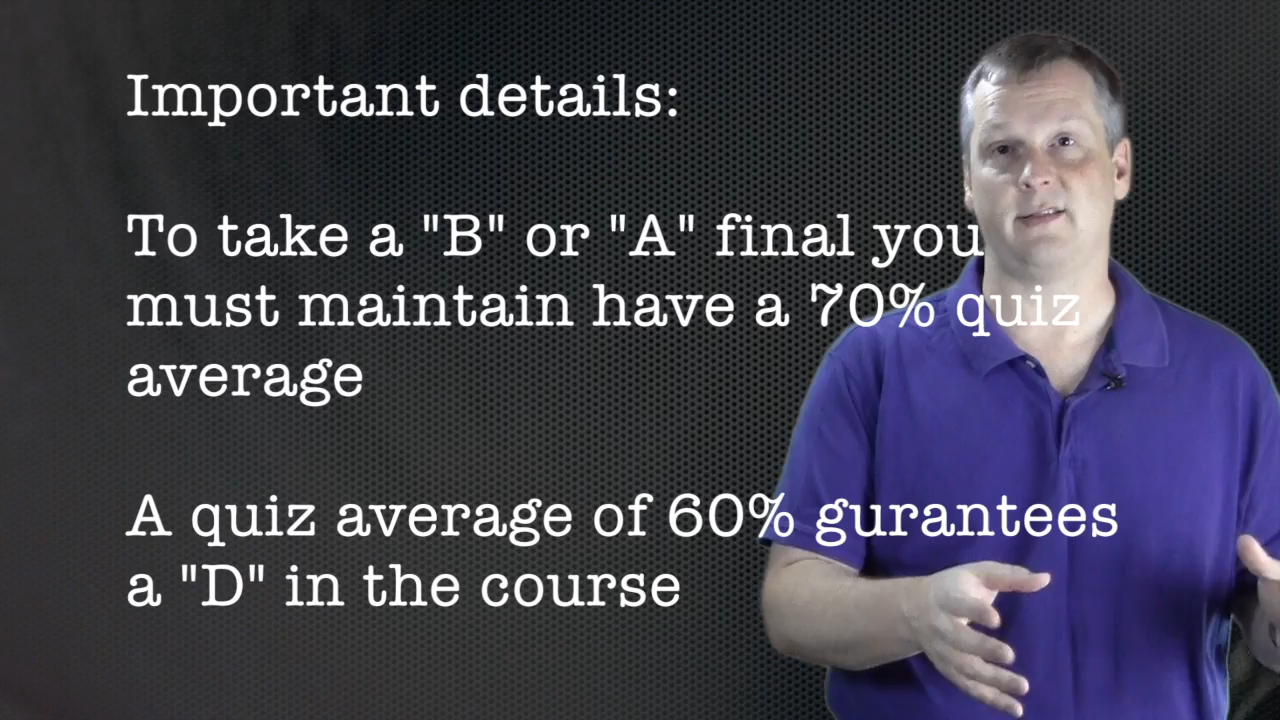 Important details:
To take a "B" or "A" final you
must maintain have a 70% quiz
average
A quiz average of 60% gurantees
a "D" in the course